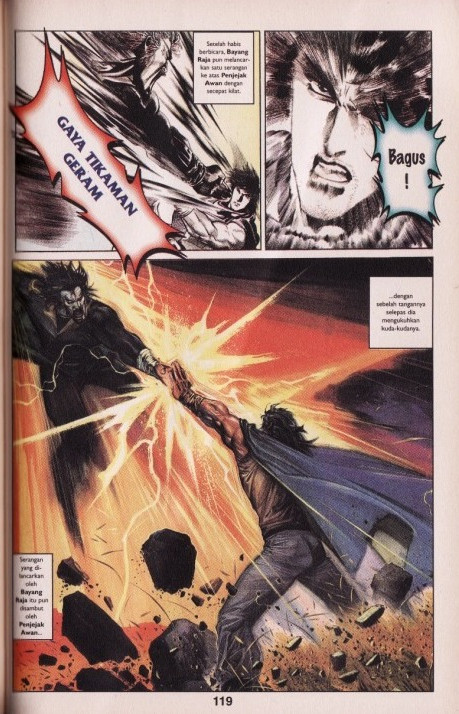 Setelah habis
berbicara, Bayang
Raja pun melancar-
kan satu serangan
ke atas Penjejak
Awan dengan
secepat kilat.
GAYA TIKAMAN
GERAM
Bagus
!
Serangan
yang di-
lancarkan
oleh
Bayang
Raja itu pun
disambut
oleh
Penjejak
Awan...
...dengan
sebelah tangannya
selepas dia
mengukuhkan
kuda-kudanya.
119